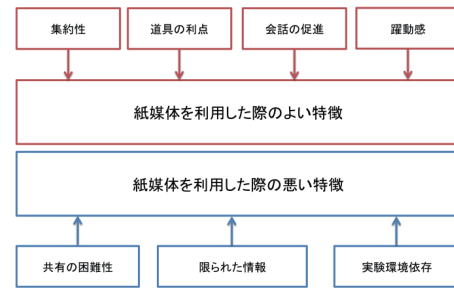 集約性
道具の利点
会話の促進
躍動感
紙媒体を利用した際のよい特徴
紙媒体を利用した際の悪い特徴
共有の困難性
限られた情報
実験環境依存